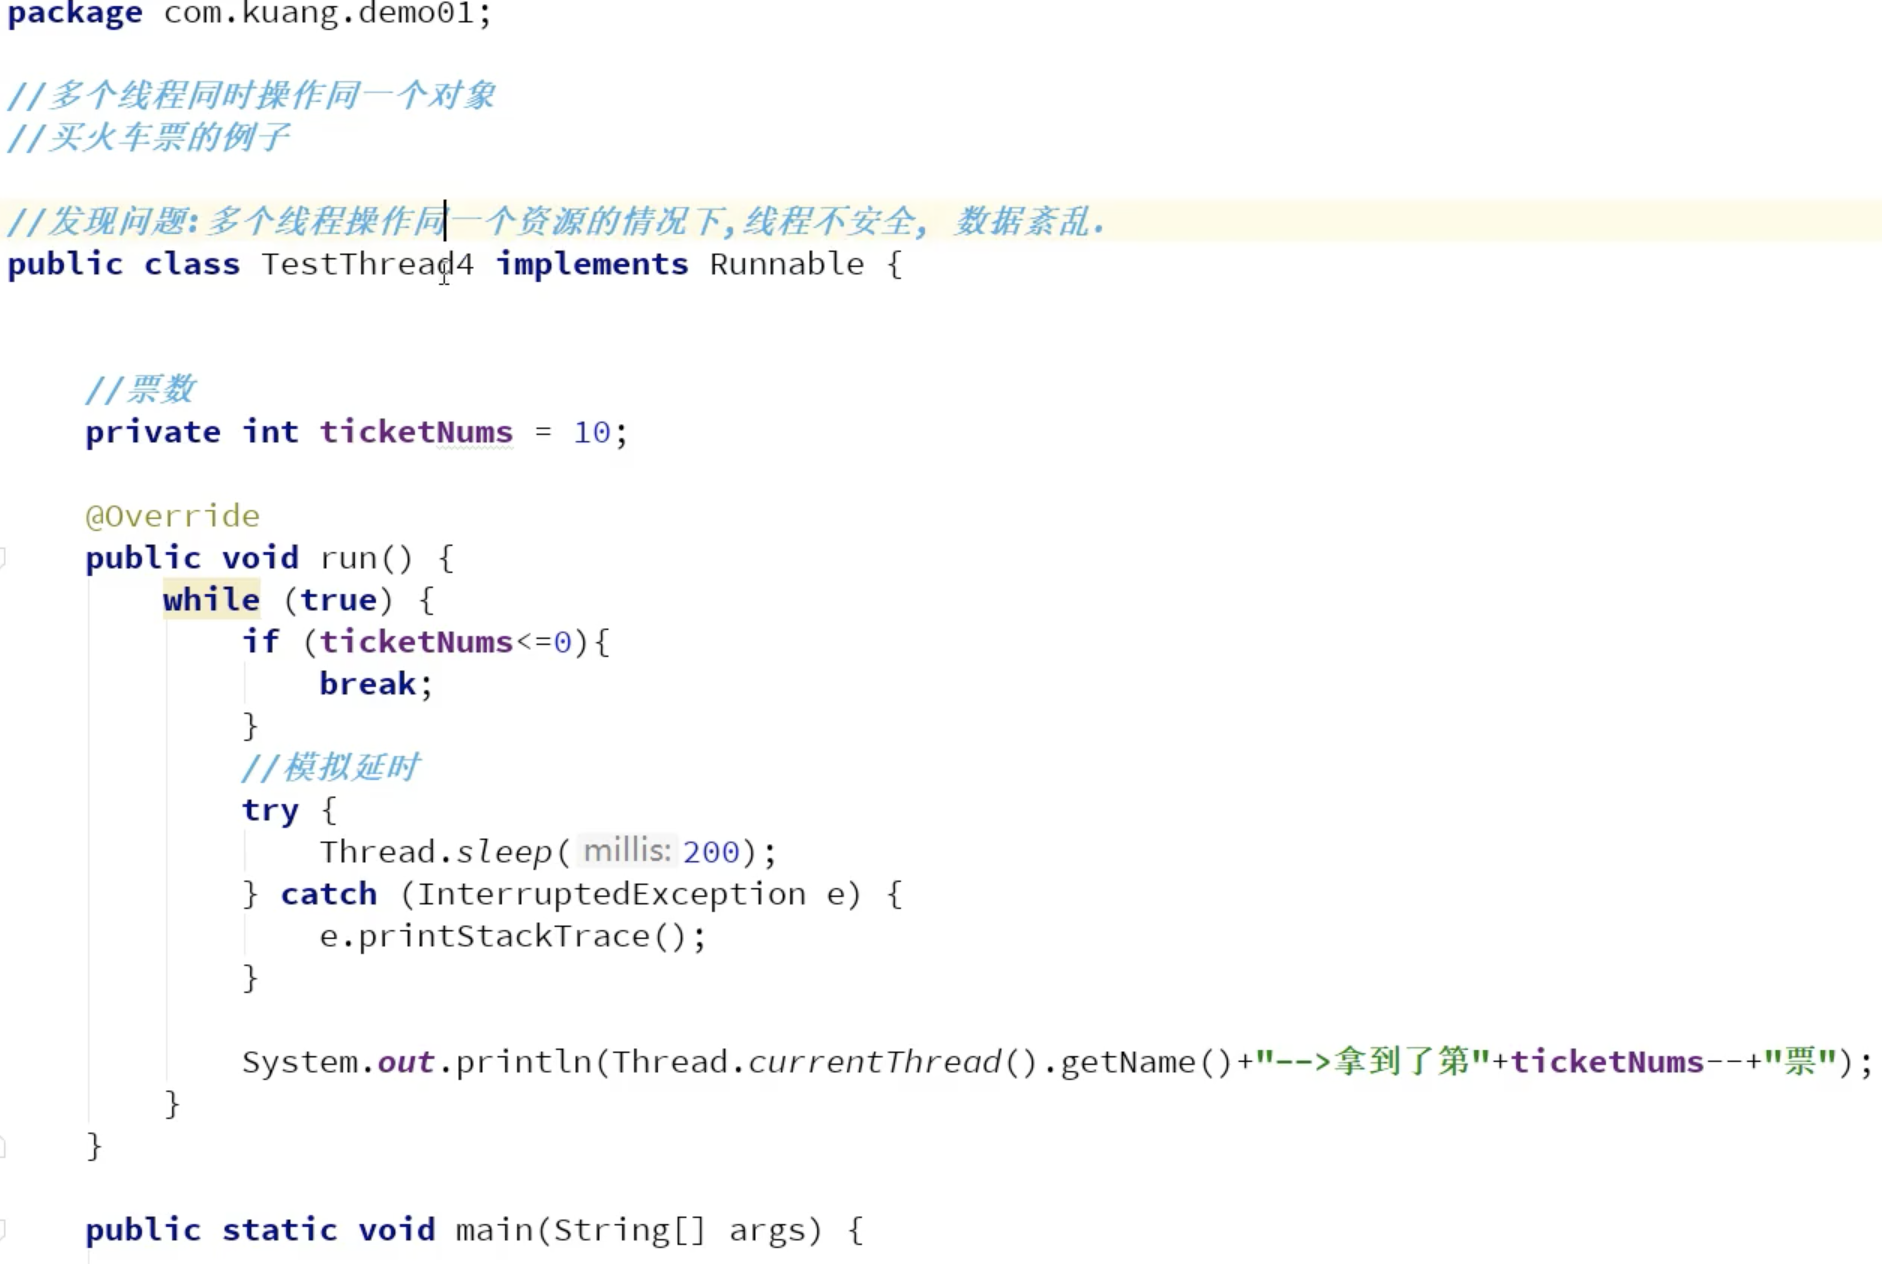 package com.kuang.demo01;
//多个线程同时操作同一个对象
//买火车票的例子
//发现问题:多个线程操作同一个资源的情况下,线程不安全, 数据紊乱.
public class TestThread4 implements Runnable {
//票数
private int ticketNums = 10;
@Override
public void run() {
while (true) {
if (ticketNums<=0){
break;
}
//模拟延时
try {
Thread.sleep( millis: 200);
} catch (InterruptedException e) {
e.printStackTrace();
}
System.out.println(Thread.currentThread().getName()+"-->拿到了第"+ticketNums--+"票");
}
}
public static void main(String[] args) {